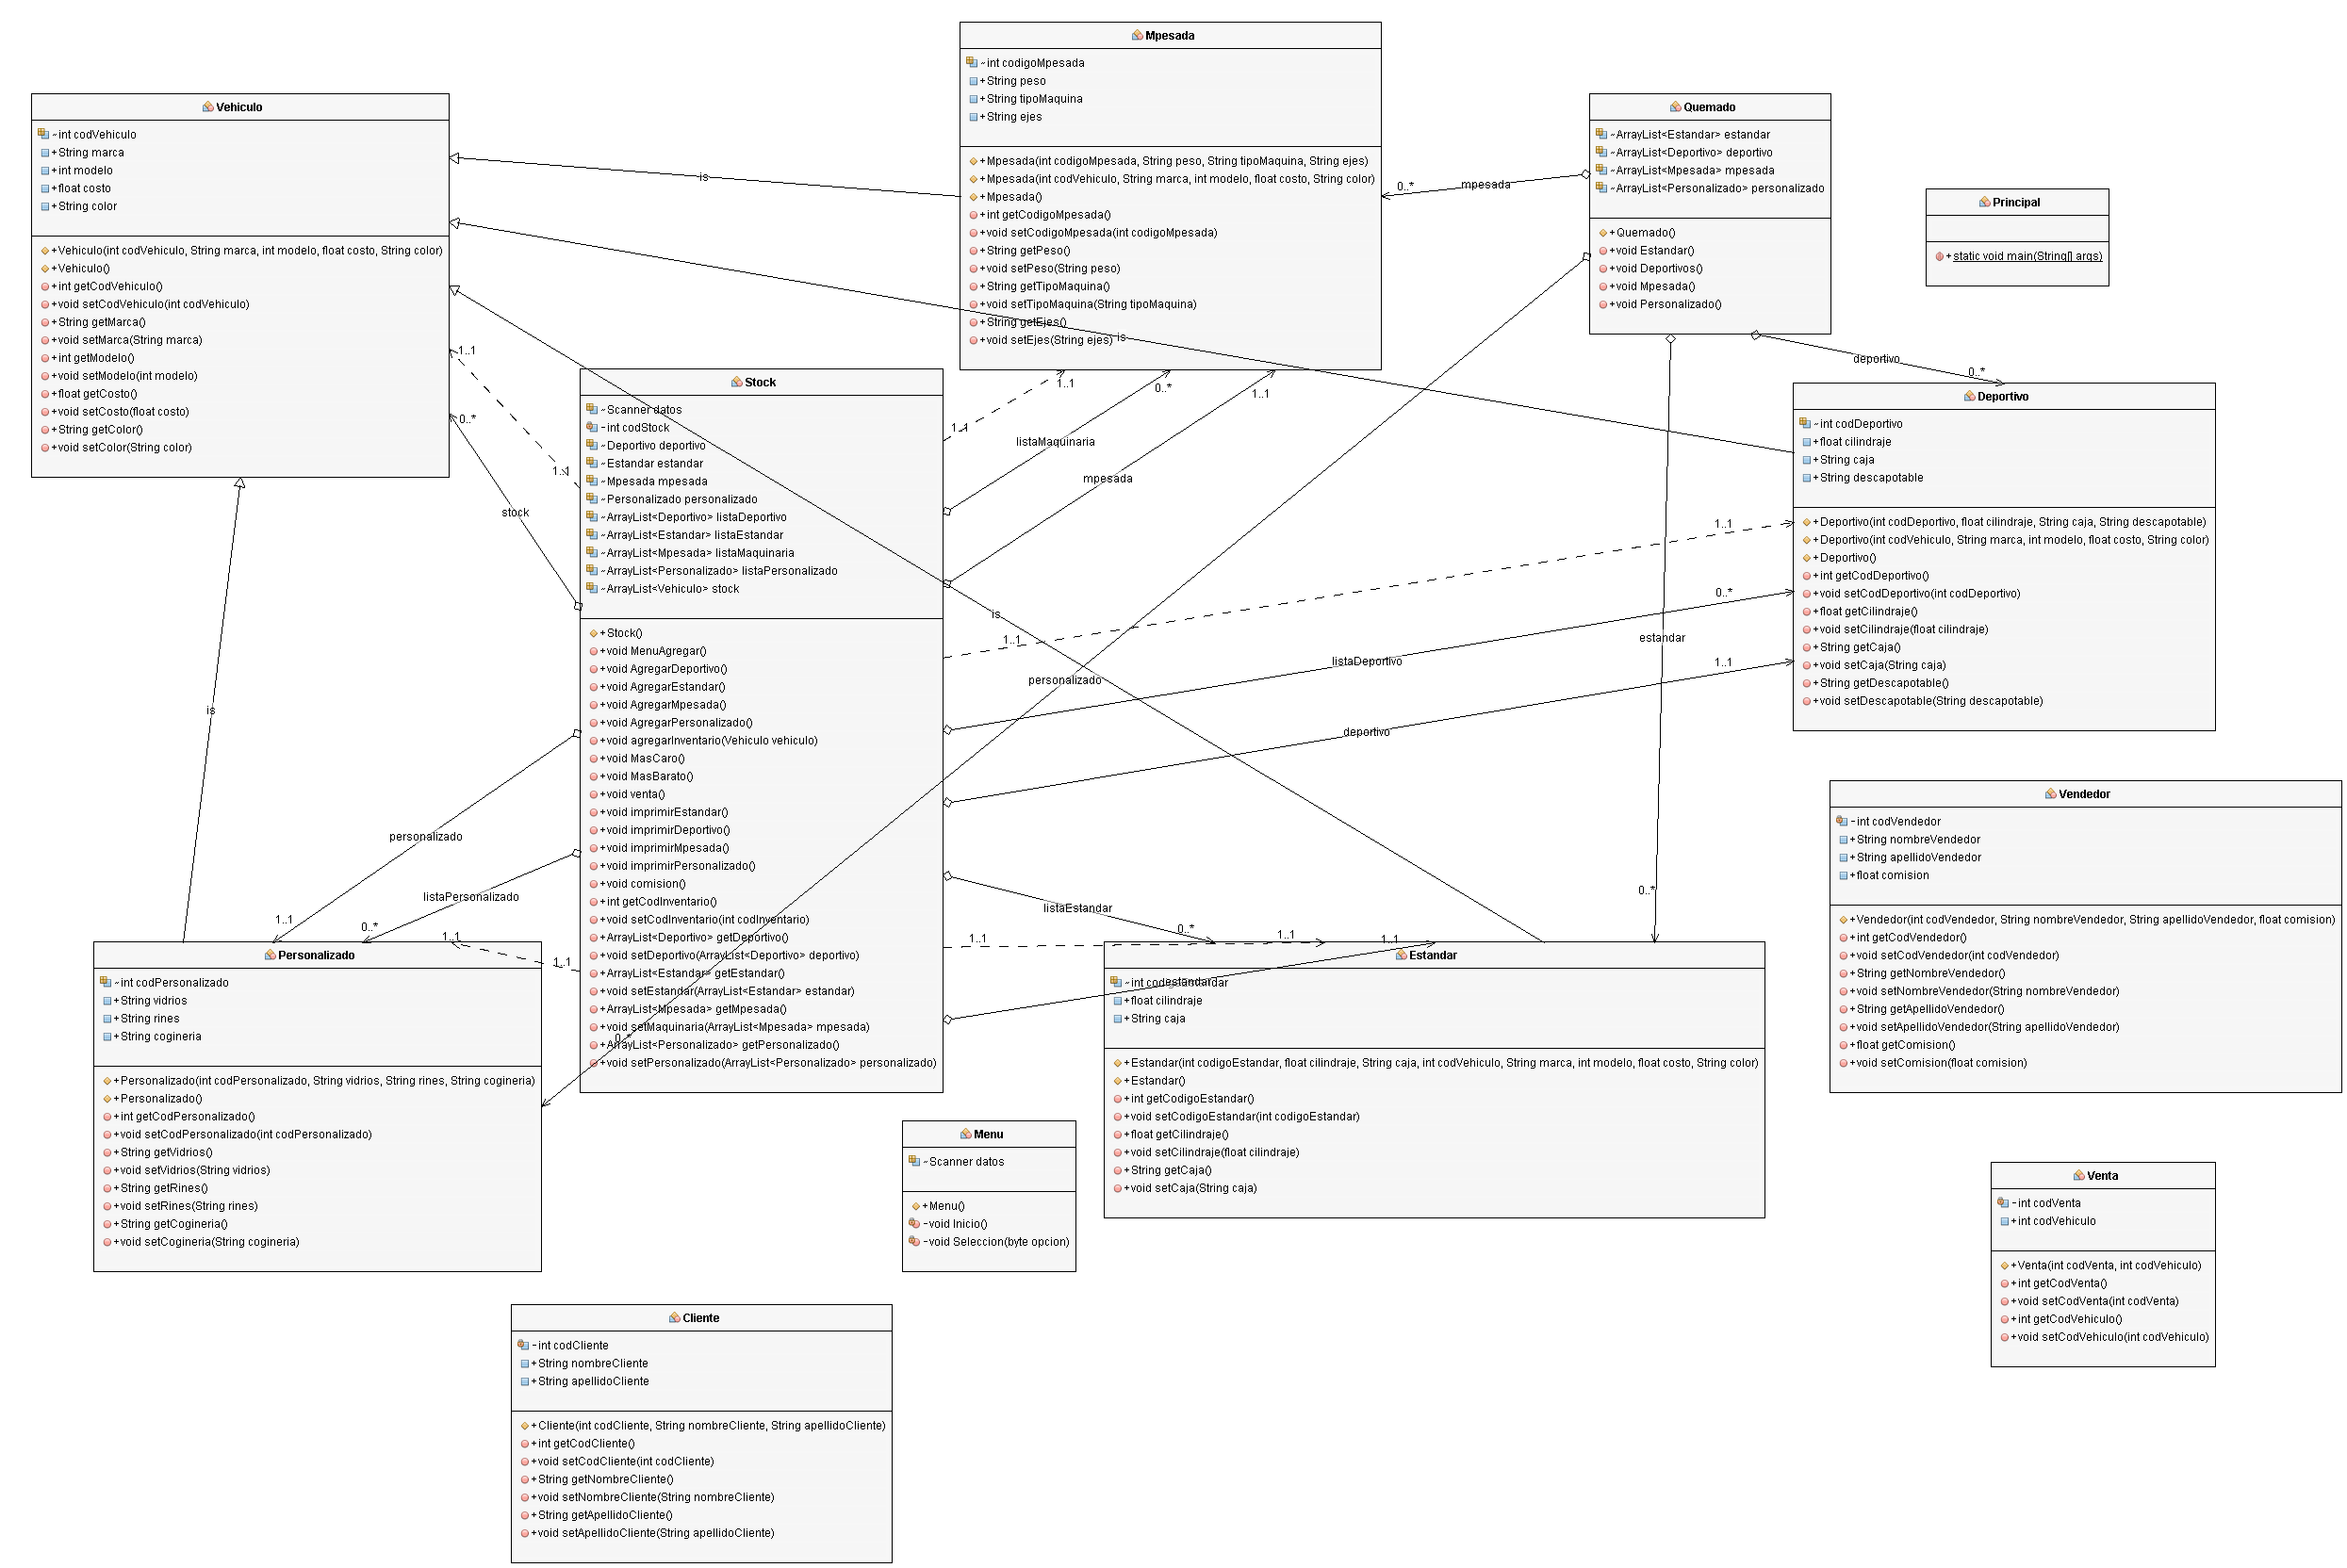 Mpesada
~int codigoMpesada
+String peso
+String tipoMaquina
+String ejes
+Mpesada(int codigoMpesada, String peso, String tipoMaquina, String ejes)
+Mpesada(int codVehiculo, String marca, int modelo, float costo, String color)
+Mpesada()
+int getCodigoMpesada()
+void setCodigoMpesada(int codigoMpesada)
+String getPeso()
+void setPeso(String peso)
+String getTipoMaquina()
+void setTipoMaquina(String tipoMaquina)
+String getEjes()
+void setEjes(String ejes)
Vehiculo
~int codVehiculo
+String marca
+int modelo
+float costo
+String color
+Vehiculo(int codVehiculo, String marca, int modelo, float costo, String color)
+Vehiculo()
+int getCodVehiculo()
+void setCodVehiculo(int codVehiculo)
+String getMarca()
+void setMarca(String marca)
+int getModelo()
+void setModelo(int modelo)
+float getCosto()
+void setCosto(float costo)
+String getColor()
+void setColor(String color)
Quemado
~ArrayList<Estandar> estandar
~ArrayList<Deportivo> deportivo
~ArrayList<Mpesada> mpesada
~ArrayList<Personalizado> personalizado
+Quemado()
+void Estandar()
+void Deportivos()
+void Mpesada()
+void Personalizado()
Principal
+static void main(String[] args)
is
0..*
mpesada
is
deportivo
0..*
1..1
1..1
stock
0..*
1..1
1..1
0..*
listaMaquinaria
1..1
mpesada
Stock
~Scanner datos
-int codStock
~Deportivo deportivo
~Estandar estandar
~Mpesada mpesada
~Personalizado personalizado
~ArrayList<Deportivo> listaDeportivo
~ArrayList<Estandar> listaEstandar
~ArrayList<Mpesada> listaMaquinaria
~ArrayList<Personalizado> listaPersonalizado
~ArrayList<Vehiculo> stock
+Stock()
+void MenuAgregar()
+void AgregarDeportivo()
+void AgregarEstandar()
+void AgregarMpesada()
+void AgregarPersonalizado()
+void agregarInventario(Vehiculo vehiculo)
+void MasCaro()
+void MasBarato()
+void venta()
+void imprimirEstandar()
+void imprimirDeportivo()
+void imprimirMpesada()
+void imprimirPersonalizado()
+void comision()
+int getCodInventario()
+void setCodInventario(int codInventario)
+ArrayList<Deportivo> getDeportivo()
+void setDeportivo(ArrayList<Deportivo> deportivo)
+ArrayList<Estandar> getEstandar()
+void setEstandar(ArrayList<Estandar> estandar)
+ArrayList<Mpesada> getMpesada()
+void setMaquinaria(ArrayList<Mpesada> mpesada)
+ArrayList<Personalizado> getPersonalizado()
+void setPersonalizado(ArrayList<Personalizado> personalizado)
Deportivo
~int codDeportivo
+float cilindraje
+String caja
+String descapotable
+Deportivo(int codDeportivo, float cilindraje, String caja, String descapotable)
+Deportivo(int codVehiculo, String marca, int modelo, float costo, String color)
+Deportivo()
+int getCodDeportivo()
+void setCodDeportivo(int codDeportivo)
+float getCilindraje()
+void setCilindraje(float cilindraje)
+String getCaja()
+void setCaja(String caja)
+String getDescapotable()
+void setDescapotable(String descapotable)
1..1
1..1
0..*
listaDeportivo
1..1
deportivo
is
personalizado
0..*
estandar
0..*
is
personalizado
1..1
listaPersonalizado
0..*
1..1
1..1
listaEstandar
0..*
1..1
1..1
1..1
estandar
Personalizado
~int codPersonalizado
+String vidrios
+String rines
+String cogineria
+Personalizado(int codPersonalizado, String vidrios, String rines, String cogineria)
+Personalizado()
+int getCodPersonalizado()
+void setCodPersonalizado(int codPersonalizado)
+String getVidrios()
+void setVidrios(String vidrios)
+String getRines()
+void setRines(String rines)
+String getCogineria()
+void setCogineria(String cogineria)
Estandar
+float cilindraje
+String caja
+Estandar(int codigoEstandar, float cilindraje, String caja, int codVehiculo, String marca, int modelo, float costo, String color)
+Estandar()
+int getCodigoEstandar()
+void setCodigoEstandar(int codigoEstandar)
+float getCilindraje()
+void setCilindraje(float cilindraje)
+String getCaja()
+void setCaja(String caja)
Vendedor
-int codVendedor
+String nombreVendedor
+String apellidoVendedor
+float comision
+Vendedor(int codVendedor, String nombreVendedor, String apellidoVendedor, float comision)
+int getCodVendedor()
+void setCodVendedor(int codVendedor)
+String getNombreVendedor()
+void setNombreVendedor(String nombreVendedor)
+String getApellidoVendedor()
+void setApellidoVendedor(String apellidoVendedor)
+float getComision()
+void setComision(float comision)
Menu
~Scanner datos
+Menu()
-void Inicio()
-void Seleccion(byte opcion)
Venta
-int codVenta
+int codVehiculo
+Venta(int codVenta, int codVehiculo)
+int getCodVenta()
+void setCodVenta(int codVenta)
+int getCodVehiculo()
+void setCodVehiculo(int codVehiculo)
Cliente
-int codCliente
+String nombreCliente
+String apellidoCliente
+Cliente(int codCliente, String nombreCliente, String apellidoCliente)
+int getCodCliente()
+void setCodCliente(int codCliente)
+String getNombreCliente()
+void setNombreCliente(String nombreCliente)
+String getApellidoCliente()
+void setApellidoCliente(String apellidoCliente)